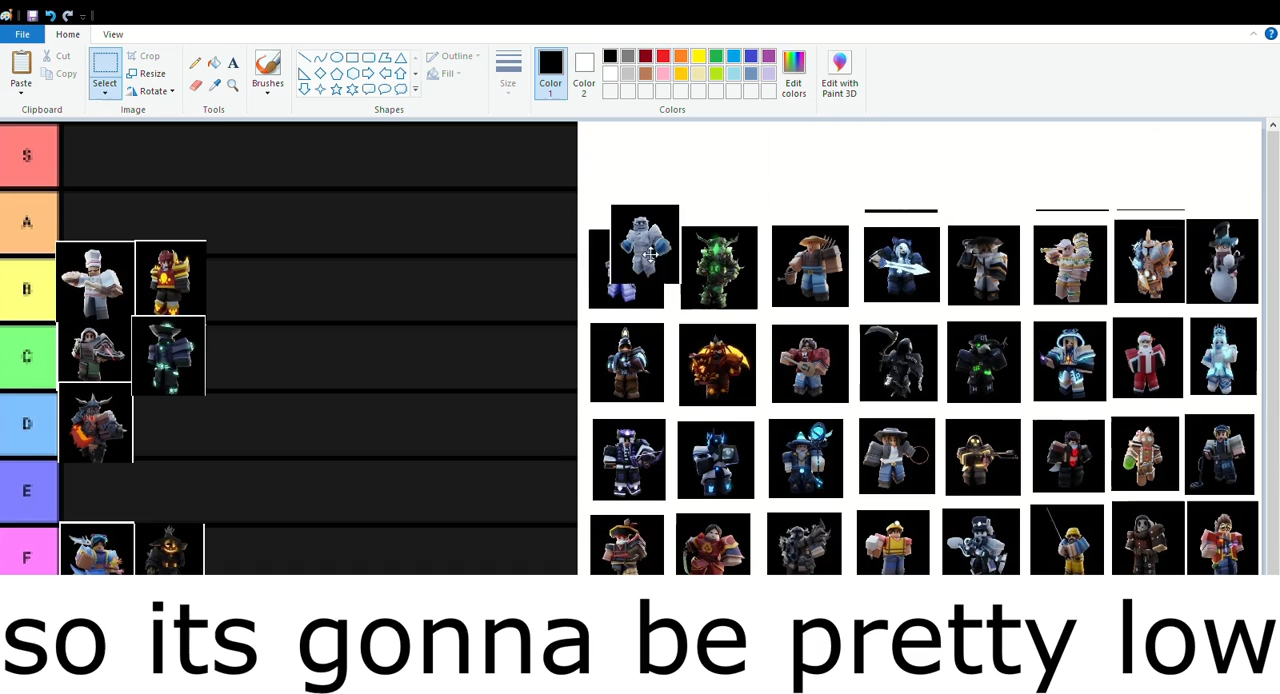 File Home View
Paste
Cut
Copy
Clipboard
Select
Crop
Resize
Rotate
Image
Tools
Brushes
Shapes
Outline
Fill
Size
Color
1
Color
2
Edit
colors
Colors
Edit with
Paint 3D
S
A
B
C
D
E
F
so its gonna be pretty low